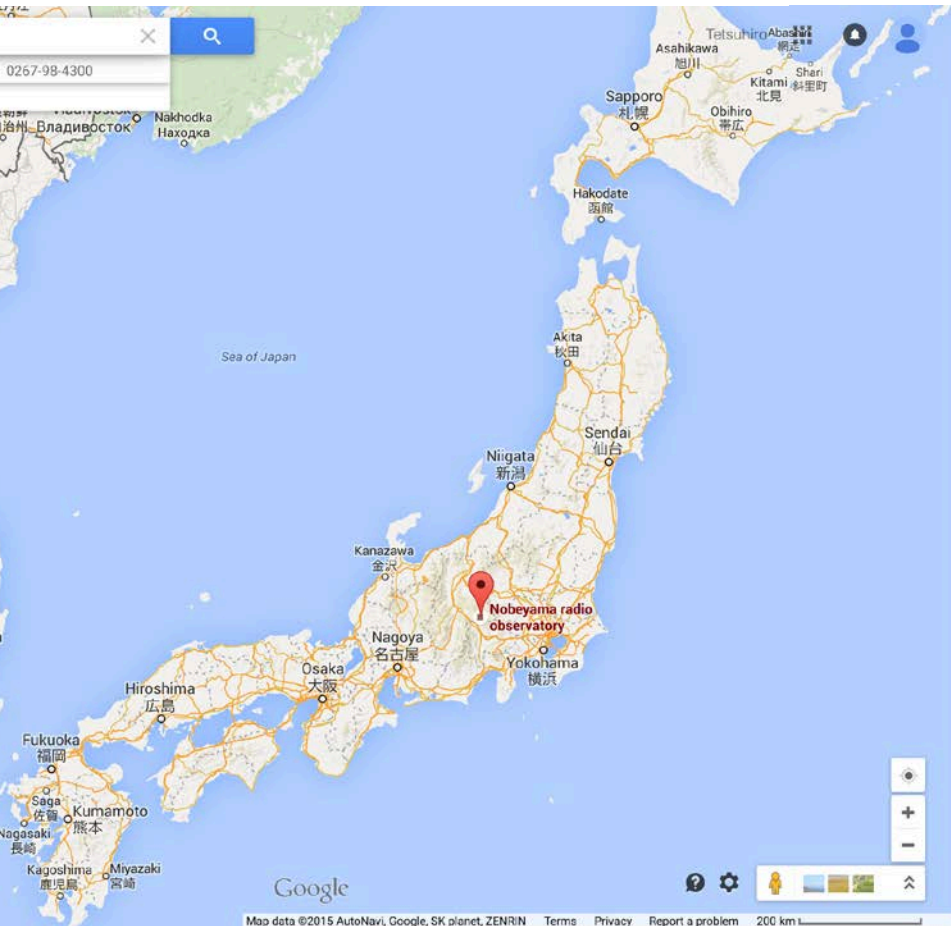 0267-98-4300
Tetsuhiro
Abashiri
網走
Asahikawa
旭川
Kitami
北見
Shari
斜里町
Sapporo
札幌
Obihiro
帯広
Nakhodka
Находка
Владивосток
Hakodate
函館
Akita
秋田
Sea of Japan
Sendai
仙台
Niigata
新潟
Kanazawa
金沢
Nobeyama radio
observatory
Nagoya
名古屋
Yokohama
横浜
Osaka
大阪
Hiroshima
広島
Fukuoka
福岡
Saga
佐賀
Kumamoto
熊本
Nagasaki
長崎
Kagoshima
鹿児島
Miyazaki
宮崎
Google
Map data ©2015 AutoNavi, Google, SK planet, ZENRIN Terms Privacy Report a problem 200 km